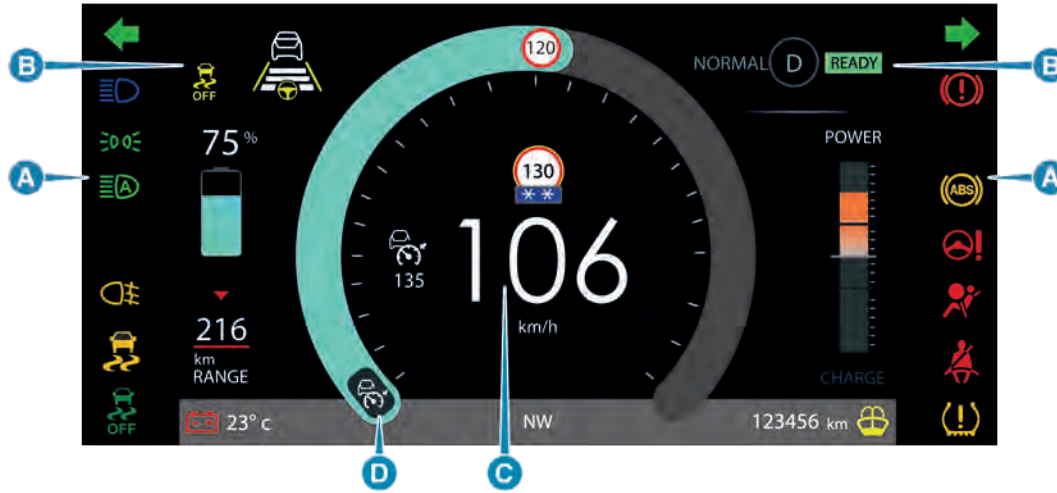 120
B
B
NORMAL D READY
OFF
75 %
POWER
130
A
A
A
ABS
106
135
216
km/h
km
RANGE
CHARGE
OFF
23° c
NW
123456 km
D
C